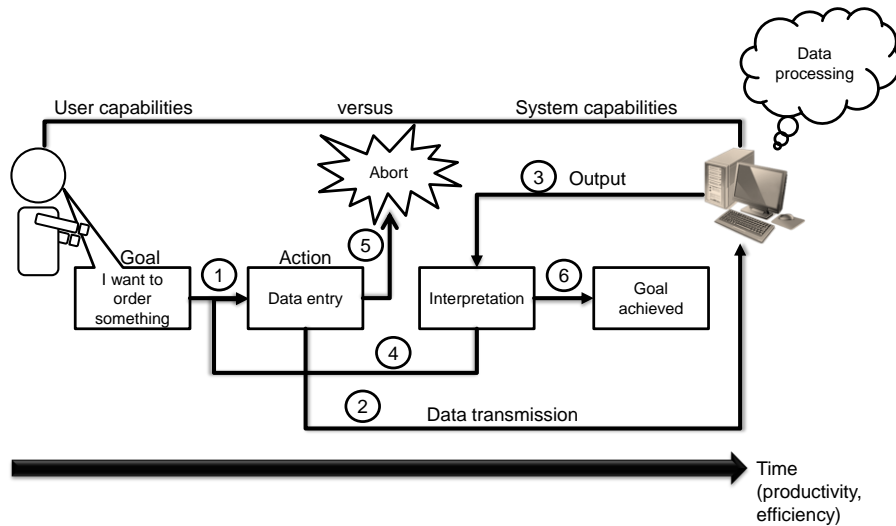 Data
processing
User capabilities versus System capabilities
Abort
3 Output
5
Goal
1
Action
6
I want to
order
something
Data entry
Interpretation
Goal
achieved
4
2 Data transmission
Time
(productivity,
efficiency)